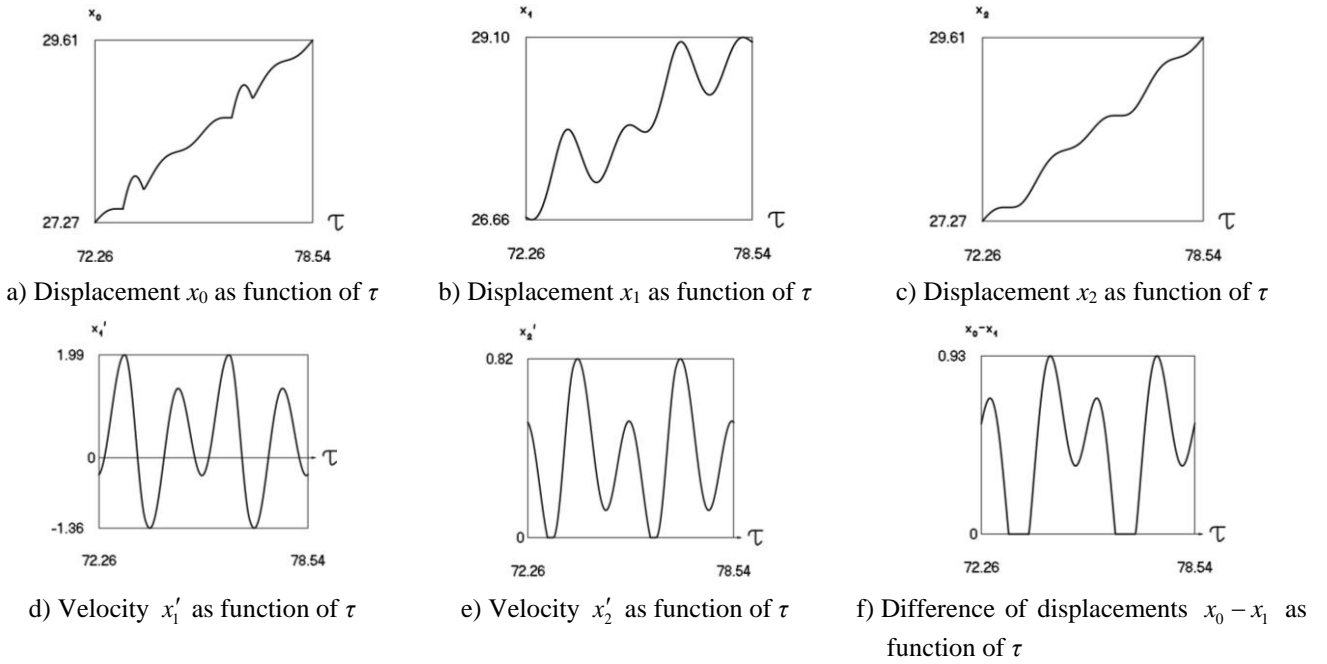 x₀
29.61
27.27
τ
72.26
78.54
a) Displacement x₀ as function of τ
x₁
29.10
26.66
τ
72.26
78.54
b) Displacement x₁ as function of τ
x₂
29.61
27.27
τ
72.26
78.54
c) Displacement x₂ as function of τ
x₁'
1.99
0
τ
-1.36
72.26
78.54
d) Velocity x₁′ as function of τ
x₂'
0.82
0
τ
72.26
78.54
e) Velocity x₂′ as function of τ
x₀-x₁
0.93
0
τ
72.26
78.54
f) Difference of displacements x₀ − x₁ as
function of τ